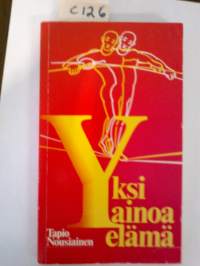 C126
Yksi
ainoa
elämä
Tapio
Nousiainen